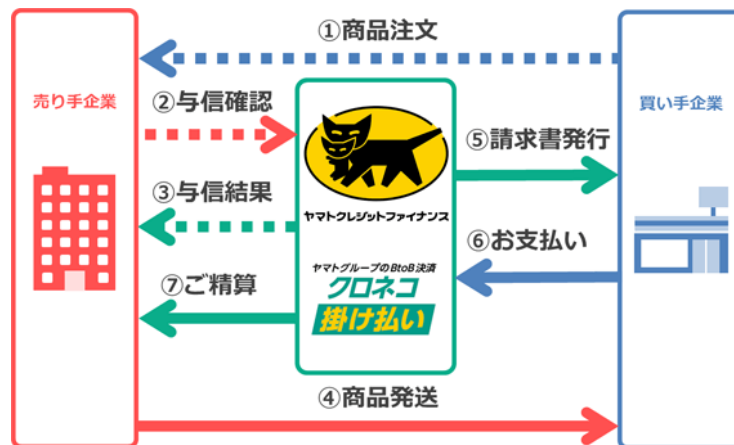 ①商品注文
売り手企業
買い手企業
②与信確認
⑤請求書発行
③与信結果
ヤマトクレジットファイナンス
⑥お支払い
ヤマトグループのBtoB決済
クロネコ
掛け払い
⑦ご精算
④商品発送